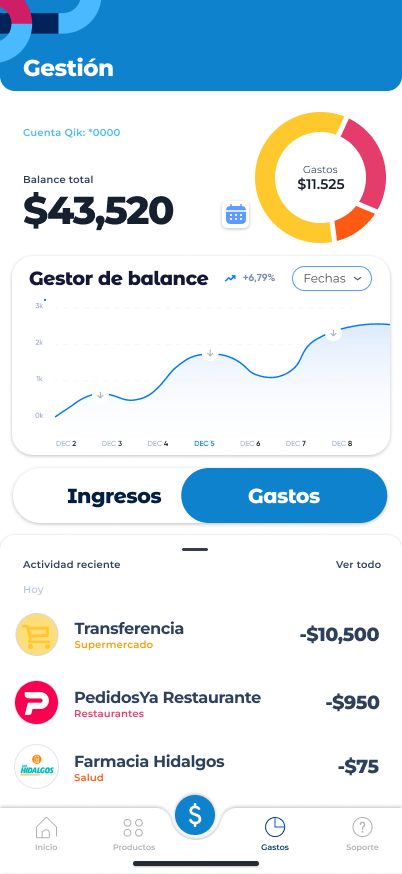 Gestión
Cuenta Qik: *0000
Balance total
$43,520
Gastos
$11.525
Gestor de balance
+6,79%
Fechas
3k
2k
1k
0k
DEC 2
DEC 3
DEC 4
DEC 5
DEC 6
DEC 7
DEC 8
Ingresos
Gastos
Actividad reciente
Ver todo
Hoy
Transferencia
Supermercado
-$10,500
PedidosYa Restaurante
Restaurantes
-$950
HIDALGOS
Farmacia Hidalgos
Salud
-$75
$
Inicio
Productos
Gastos
Soporte